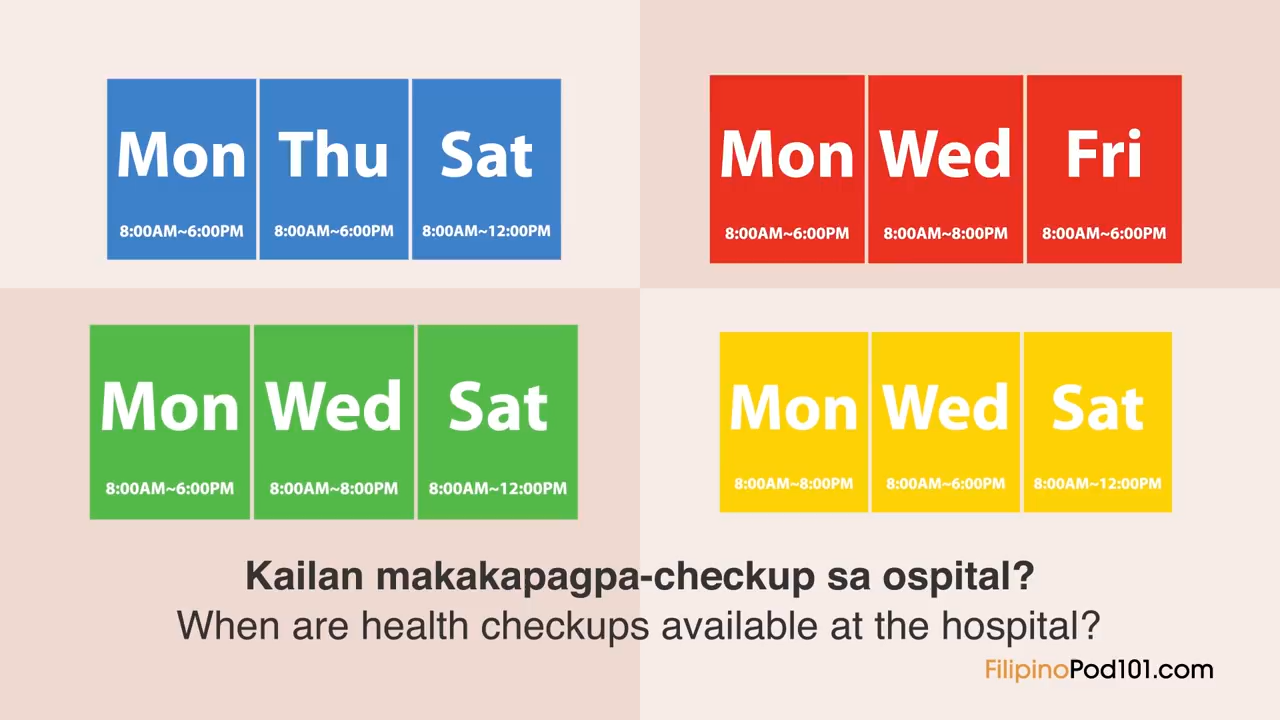 Mon Thu Sat
8:00AM~6:00PM 8:00AM~6:00PM 8:00AM~12:00PM
Mon Wed Fri
8:00AM~6:00PM 8:00AM~8:00PM 8:00AM~6:00PM
Mon Wed Sat
8:00AM~6:00PM 8:00AM~8:00PM 8:00AM~12:00PM
Mon Wed Sat
8:00AM~8:00PM 8:00AM~6:00PM 8:00AM~12:00PM
Kailan makakapagpa-checkup sa ospital?
When are health checkups available at the hospital?
FilipinoPod101.com